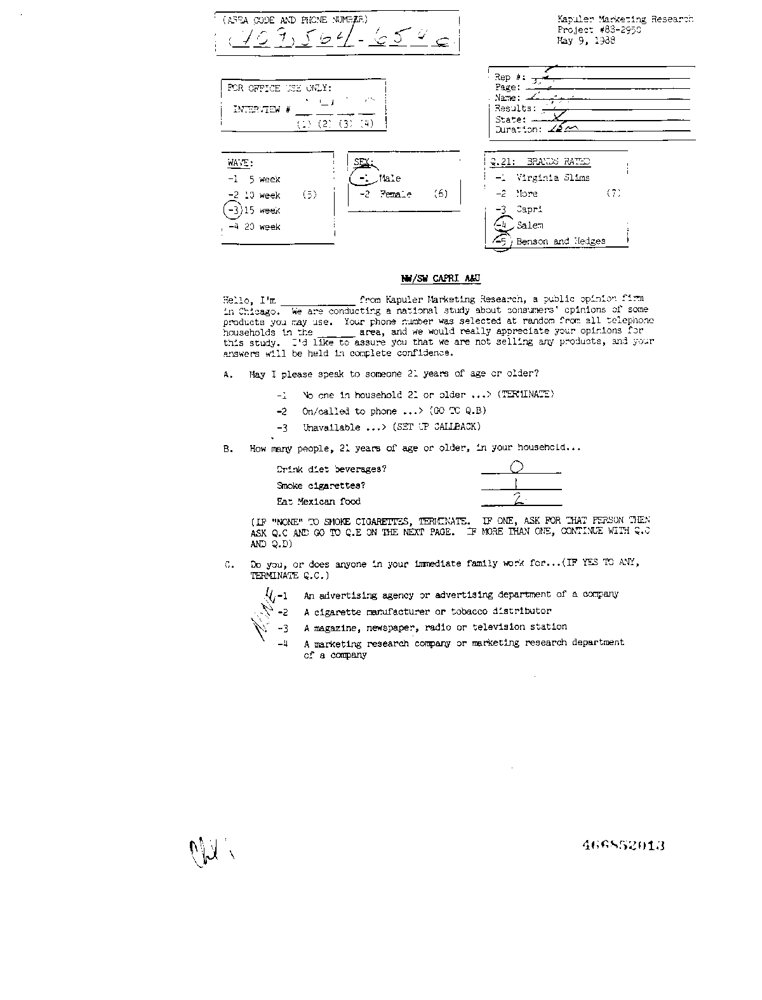 (AREA CODE AND PHONE NUMBER)
Kapuler Marketing Research
Project #88-2950
May 9, 1988
FOR OFFICE USE ONLY:
INTERVIEW #
(1) (2) (3) (4)
Rep #:
Page:
Name:
Results:
State:
Duration: 15m
WAVE:
-1 5 week
-2 10 week (5)
-3 15 week
-4 20 week
SEX:
-1 Male
-2 Female (6)
Q.21: BRANDS RATED
-1 Virginia Slims
-2 More (7)
-3 Capri
-4 Salem
-5 Benson and Hedges
NW/SW CAPRI A&U
Hello, I'm ____________ from Kapuler Marketing Research, a public opinion firm
in Chicago. We are conducting a national study about consumers' opinions of some
products you may use. Your phone number was selected at random from all telephone
households in the ______ area, and we would really appreciate your opinions for
this study. I'd like to assure you that we are not selling any products, and your
answers will be held in complete confidence.
A. May I please speak to someone 21 years of age or older?
-1 No one in household 21 or older ...> (TERMINATE)
-2 On/called to phone ...> (GO TO Q.B)
-3 Unavailable ...> (SET UP CALLBACK)
B. How many people, 21 years of age or older, in your household...
Drink diet beverages? 0
Smoke cigarettes? 1
Eat Mexican food 2
(IF "NONE" TO SMOKE CIGARETTES, TERMINATE. IF ONE, ASK FOR THAT PERSON THEN
ASK Q.C AND GO TO Q.E ON THE NEXT PAGE. IF MORE THAN ONE, CONTINUE WITH Q.C
AND Q.D)
C. Do you, or does anyone in your immediate family work for...(IF YES TO ANY,
TERMINATE Q.C.)
-1 An advertising agency or advertising department of a company
-2 A cigarette manufacturer or tobacco distributor
-3 A magazine, newspaper, radio or television station
-4 A marketing research company or marketing research department
of a company
466852013